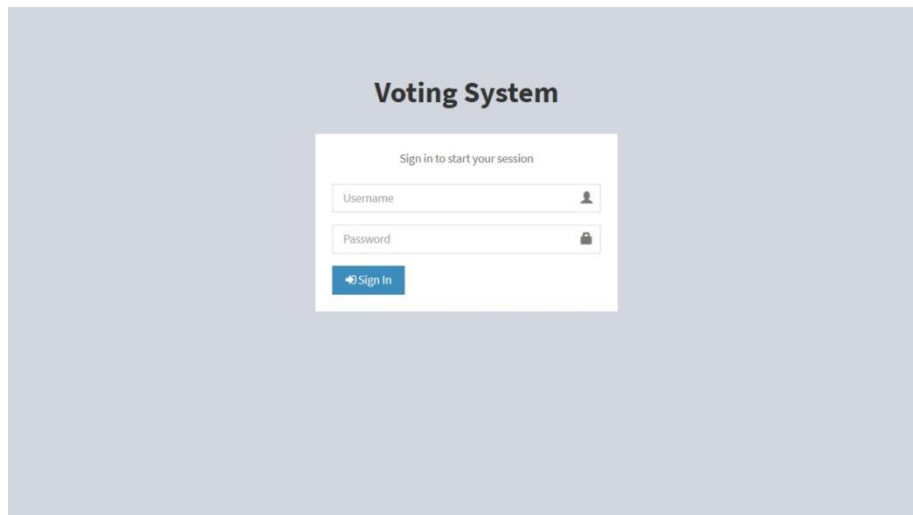 Voting System
Sign in to start your session
Username
Password
Sign In